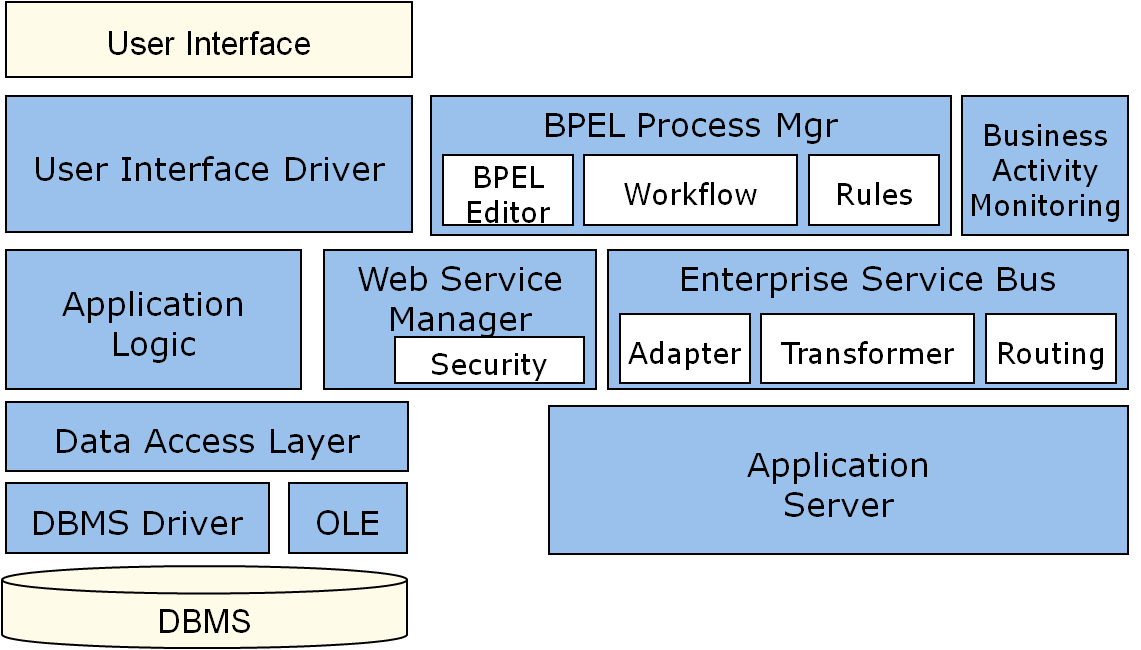 User Interface
User Interface Driver
BPEL Process Mgr
BPEL
Editor
Workflow
Rules
Business
Activity
Monitoring
Application
Logic
Web Service
Manager
Security
Enterprise Service Bus
Adapter
Transformer
Routing
Data Access Layer
Application
Server
DBMS Driver
OLE
DBMS